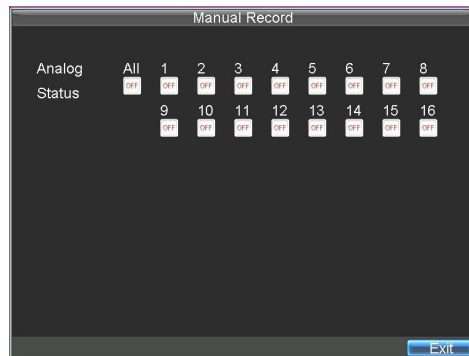 Manual Record
Analog All 1 2 3 4 5 6 7 8
Status OFF OFF OFF OFF OFF OFF OFF OFF OFF
9 10 11 12 13 14 15 16
OFF OFF OFF OFF OFF OFF OFF OFF
Exit